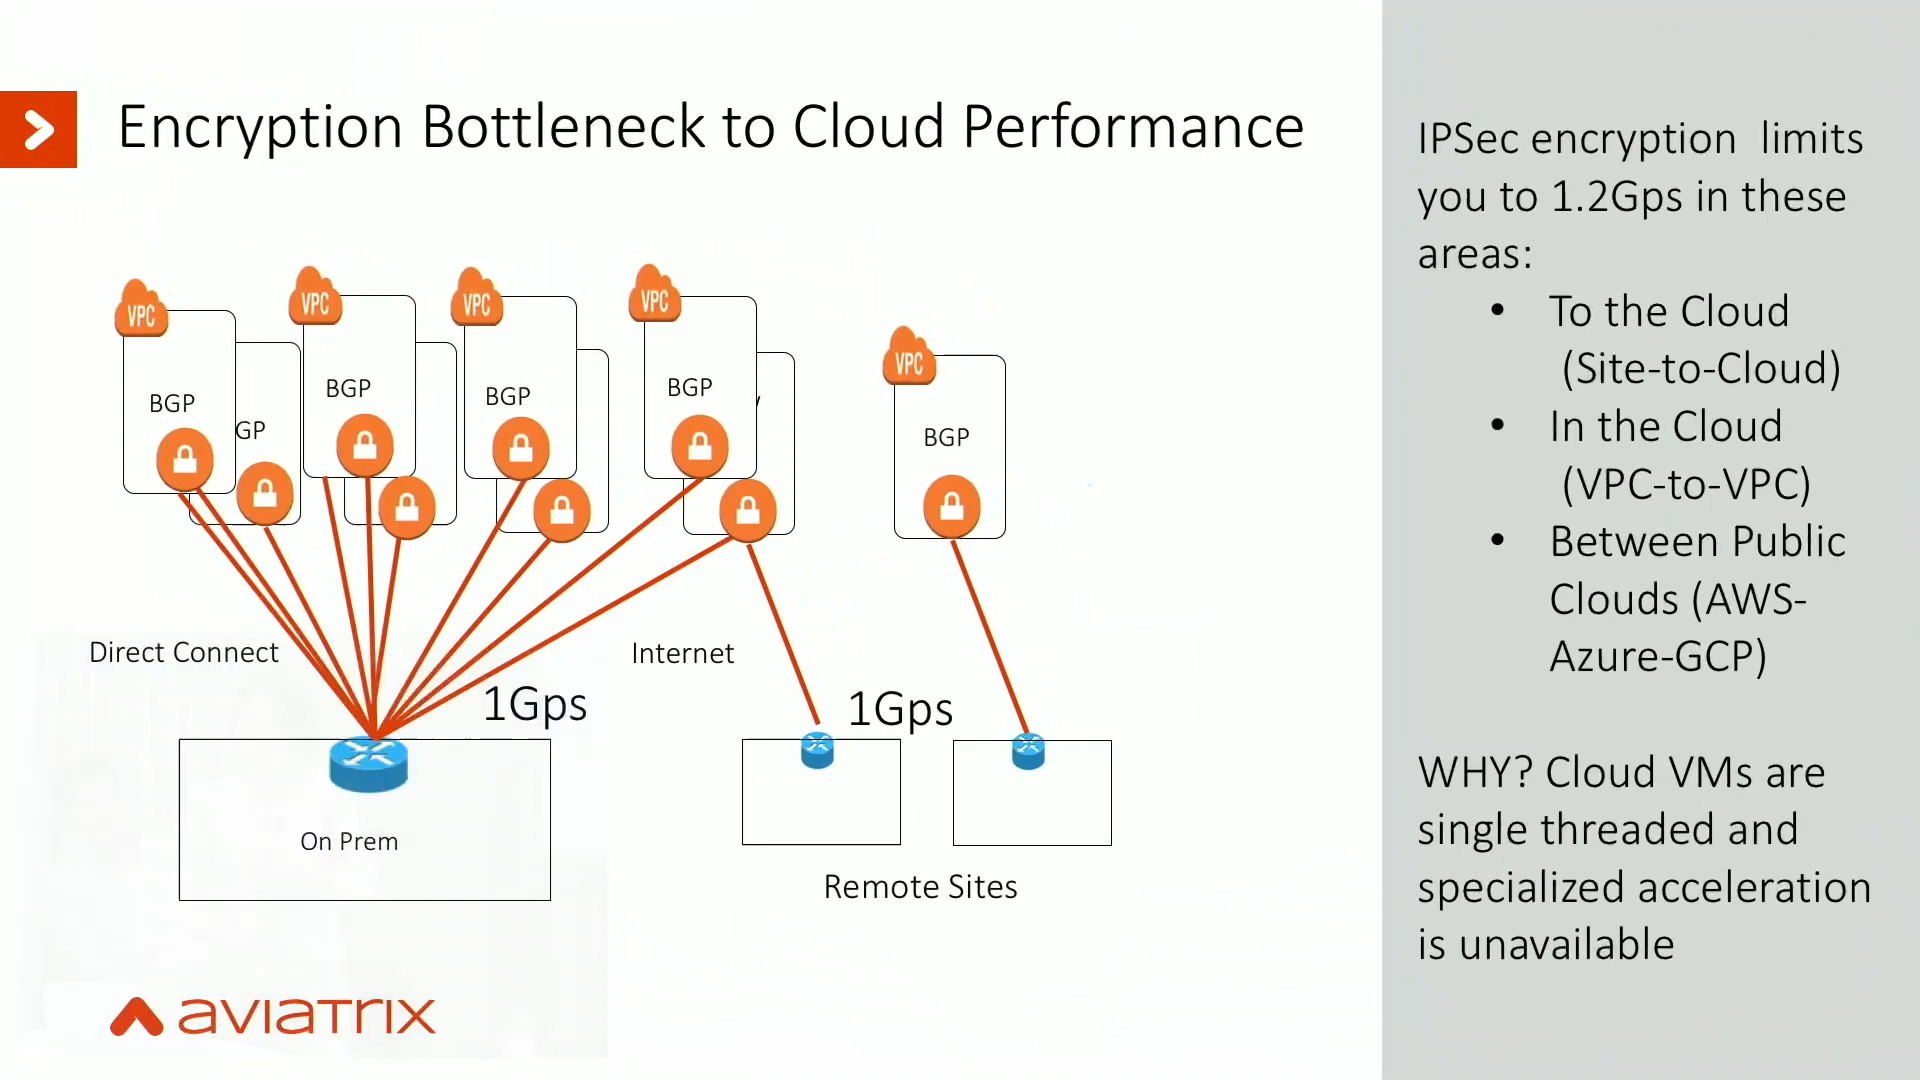 Encryption Bottleneck to Cloud Performance
VPC
VPC
VPC
VPC
VPC
BGP
GP
BGP
BGP
BGP
BGP
Direct Connect
Internet
1Gps
1Gps
On Prem
Remote Sites
aviatrix
IPSec encryption limits
you to 1.2Gps in these
areas:
• To the Cloud
(Site-to-Cloud)
• In the Cloud
(VPC-to-VPC)
• Between Public
Clouds (AWS-
Azure-GCP)
WHY? Cloud VMs are
single threaded and
specialized acceleration
is unavailable